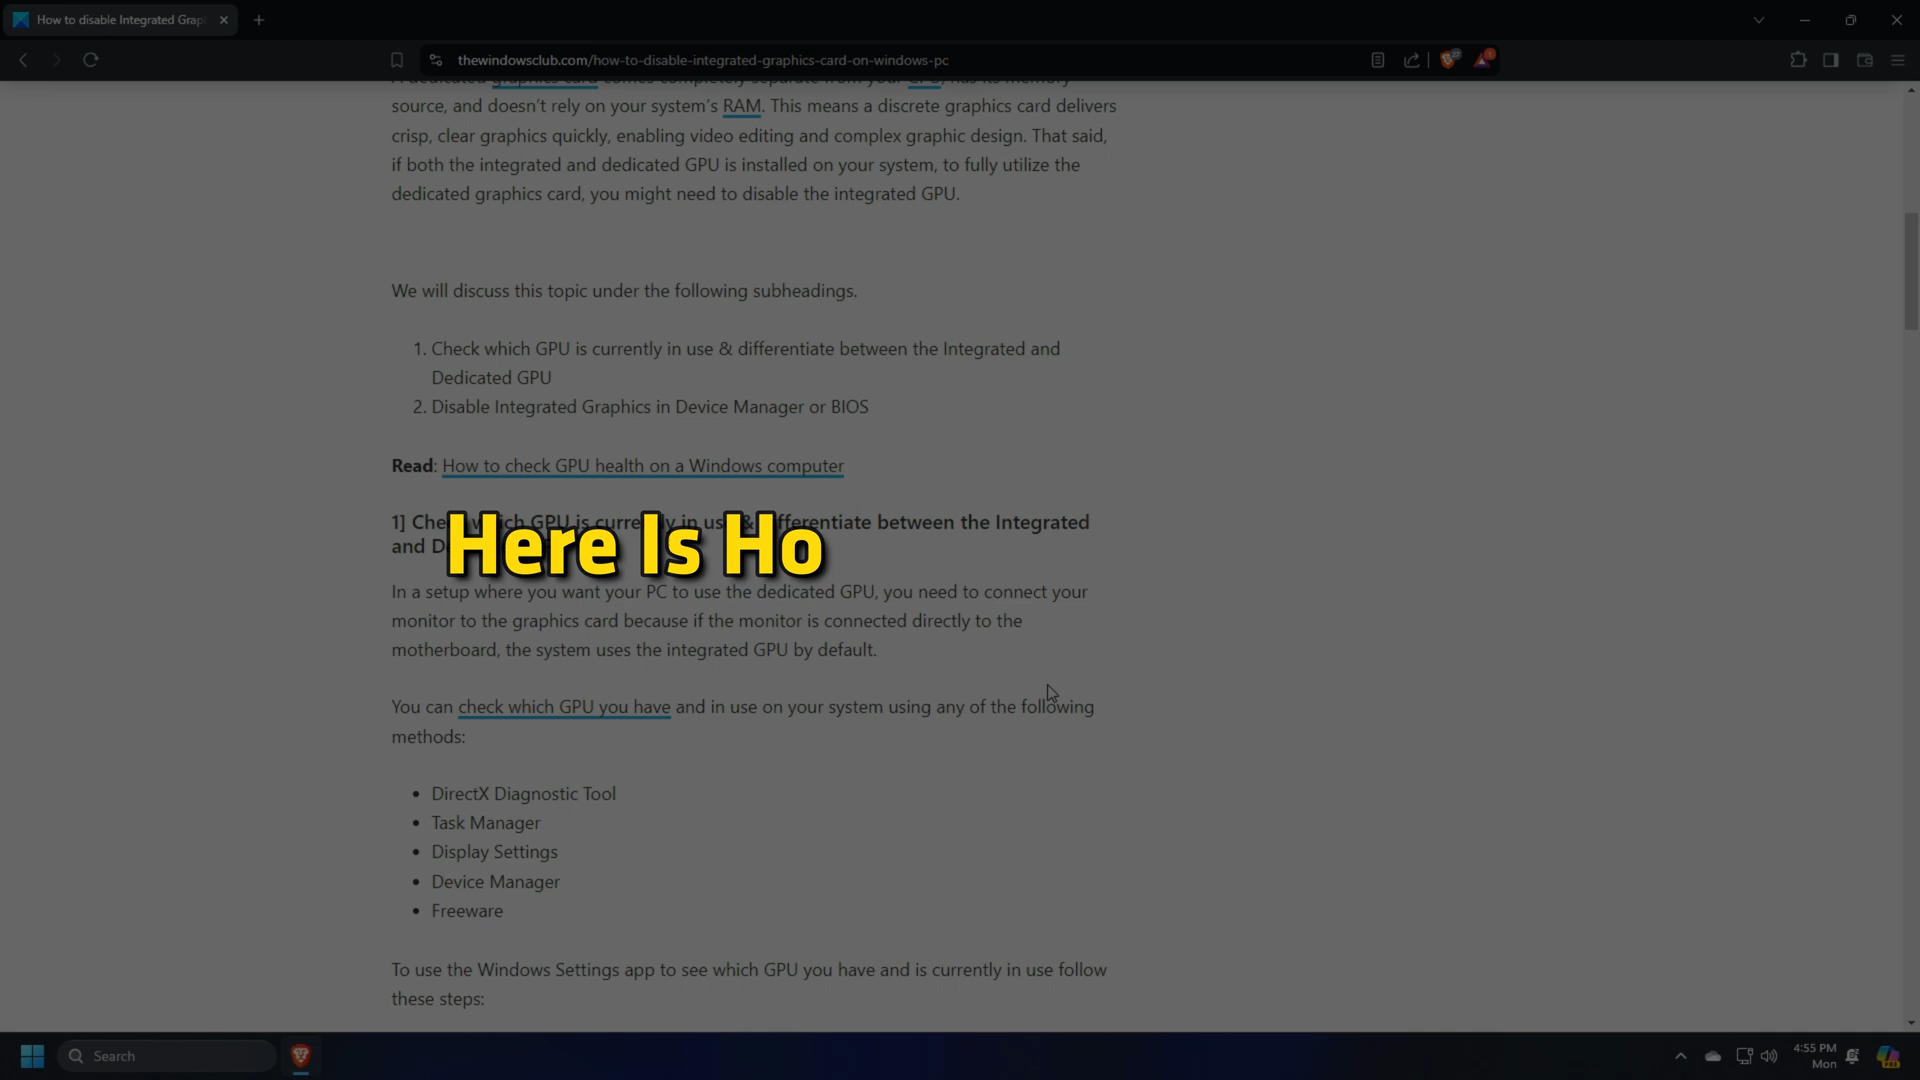 How to disable Integrated Grap
thewindowsclub.com/how-to-disable-integrated-graphics-card-on-windows-pc
A dedicated graphics card comes completely separate from your CPU, has its memory
source, and doesn’t rely on your system’s RAM. This means a discrete graphics card delivers
crisp, clear graphics quickly, enabling video editing and complex graphic design. That said,
if both the integrated and dedicated GPU is installed on your system, to fully utilize the
dedicated graphics card, you might need to disable the integrated GPU.
We will discuss this topic under the following subheadings.
1. Check which GPU is currently in use & differentiate between the Integrated and
Dedicated GPU
2. Disable Integrated Graphics in Device Manager or BIOS
Read: How to check GPU health on a Windows computer
1] Check which GPU is currently in use & differentiate between the Integrated
and D
Here Is Ho
In a setup where you want your PC to use the dedicated GPU, you need to connect your
monitor to the graphics card because if the monitor is connected directly to the
motherboard, the system uses the integrated GPU by default.
You can check which GPU you have and in use on your system using any of the following
methods:
• DirectX Diagnostic Tool
• Task Manager
• Display Settings
• Device Manager
• Freeware
To use the Windows Settings app to see which GPU you have and is currently in use follow
these steps:
Search
4:55 PM
Mon